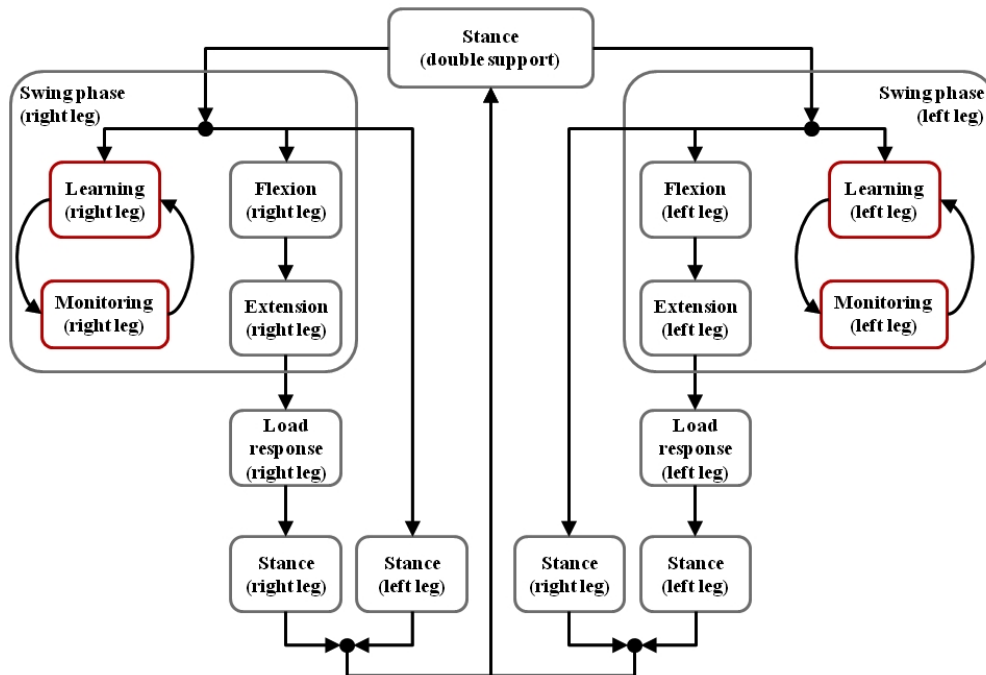 Stance
(double support)
Swing phase
(right leg)
Swing phase
(left leg)
Learning
(right leg)
Flexion
(right leg)
Flexion
(left leg)
Learning
(left leg)
Monitoring
(right leg)
Extension
(right leg)
Extension
(left leg)
Monitoring
(left leg)
Load
response
(right leg)
Load
response
(left leg)
Stance
(right leg)
Stance
(left leg)
Stance
(right leg)
Stance
(left leg)